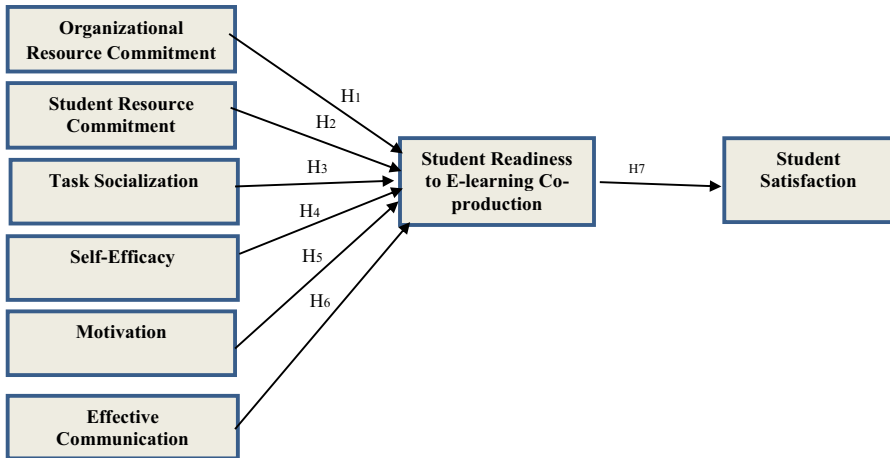 Organizational
Resource Commitment
H1
Student Resource
Commitment
H2
Task Socialization
H3
Student Readiness
to E-learning Co-
production
H7
Student
Satisfaction
Self-Efficacy
H4
H5
Motivation
H6
Effective
Communication